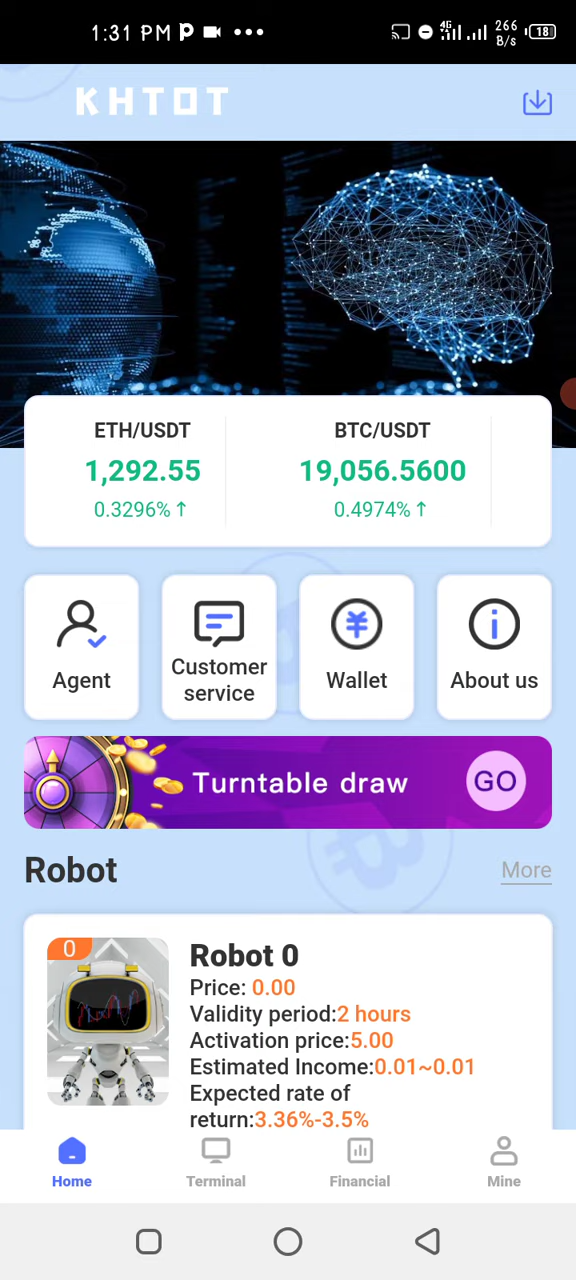 1:31 PM
4G
266
B/s
18
KHTOT
ETH/USDT
BTC/USDT
1,292.55
19,056.5600
0.3296% ↑
0.4974% ↑
Agent
Customer
service
Wallet
About us
Turntable draw
GO
Robot
More
0
Robot 0
Price: 0.00
Validity period:2 hours
Activation price:5.00
Estimated Income:0.01~0.01
Expected rate of
return:3.36%-3.5%
Home
Terminal
Financial
Mine